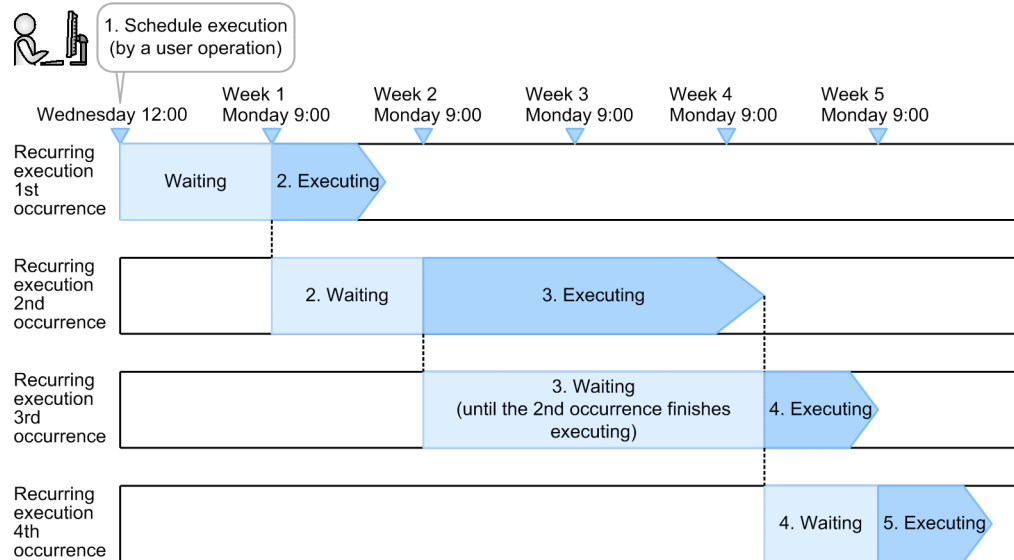 1. Schedule execution
(by a user operation)
Wednesday 12:00
Week 1
Monday 9:00
Week 2
Monday 9:00
Week 3
Monday 9:00
Week 4
Monday 9:00
Week 5
Monday 9:00
Recurring
execution
1st
occurrence
Waiting
2. Executing
Recurring
execution
2nd
occurrence
2. Waiting
3. Executing
Recurring
execution
3rd
occurrence
3. Waiting
(until the 2nd occurrence finishes
executing)
4. Executing
Recurring
execution
4th
occurrence
4. Waiting
5. Executing